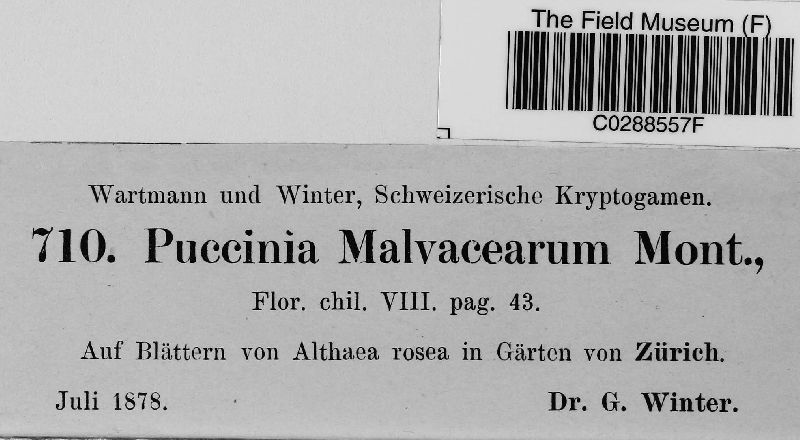 The Field Museum (F)
C0288557F
Wartmann und Winter, Schweizerische Kryptogamen.
710. Puccinia Malvacearum Mont.,
Flor. chil. VIII. pag. 43.
Auf Blättern von Althaea rosea in Gärten von Zürich.
Juli 1878. Dr. G. Winter.